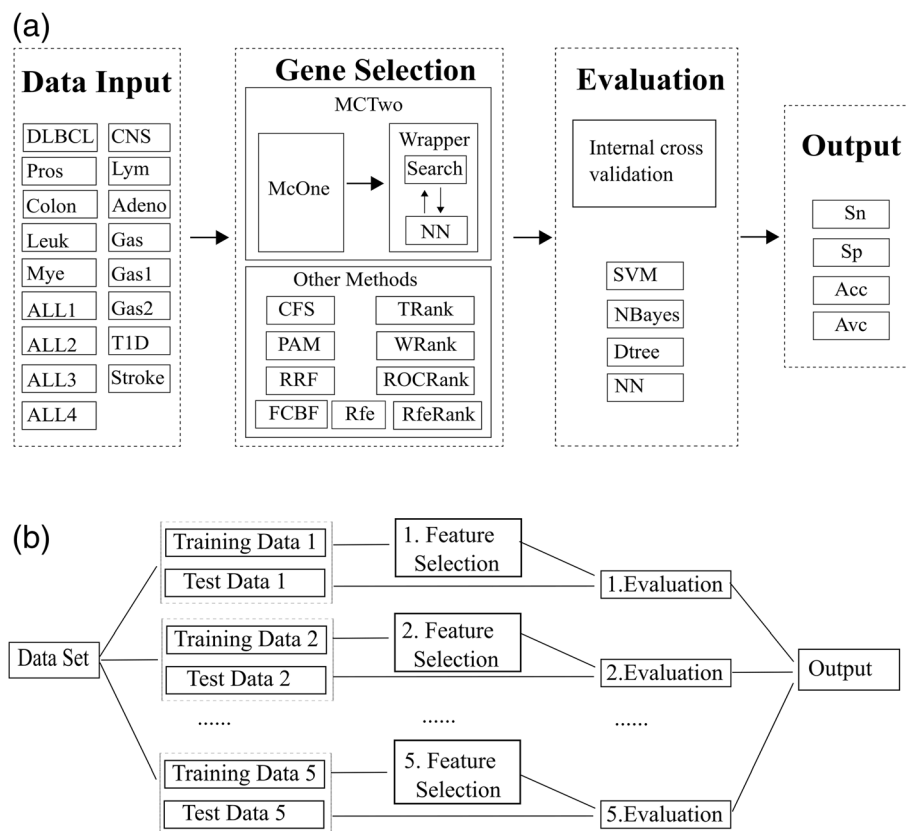 (a)
Data Input
DLBCL
CNS
Pros
Lym
Colon
Adeno
Leuk
Gas
Mye
Gas1
ALL1
Gas2
ALL2
T1D
ALL3
Stroke
ALL4
Gene Selection
MCTwo
McOne
Wrapper
Search
NN
Other Methods
CFS
TRank
PAM
WRank
RRF
ROCRank
FCBF
Rfe
RfeRank
Evaluation
Internal cross
validation
SVM
NBayes
Dtree
NN
Output
Sn
Sp
Acc
Avc
(b)
Data Set
Training Data 1
Test Data 1
1. Feature
Selection
1.Evaluation
Training Data 2
Test Data 2
2. Feature
Selection
2.Evaluation
......
......
......
Training Data 5
Test Data 5
5. Feature
Selection
5.Evaluation
Output